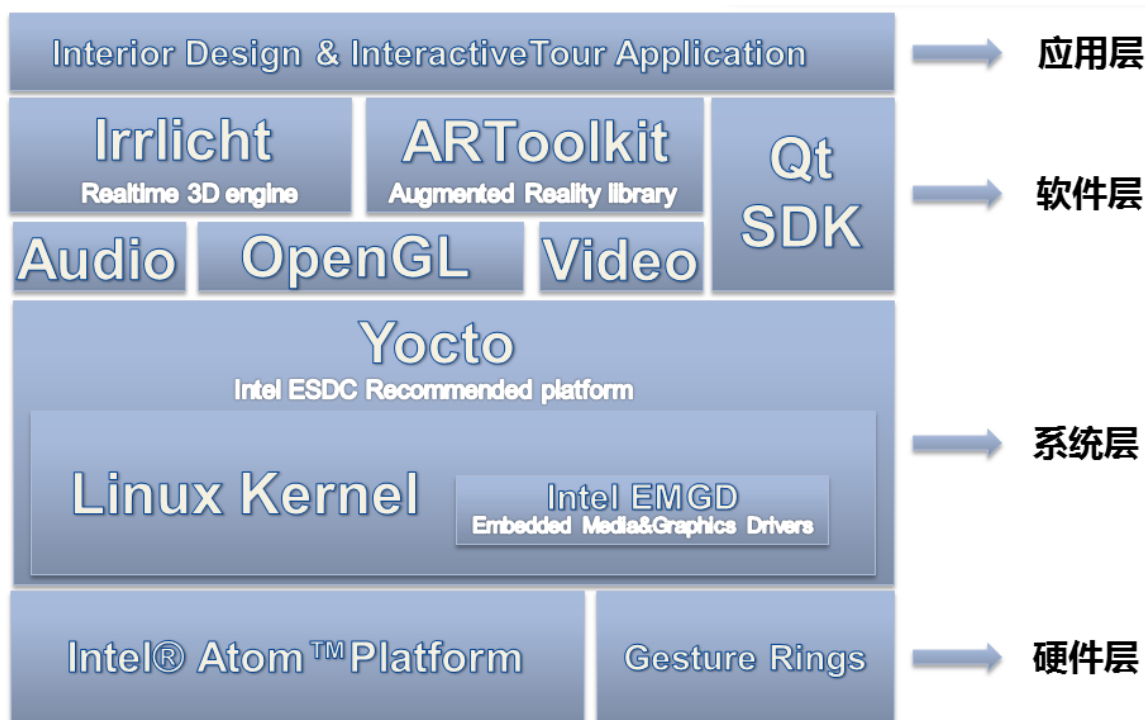 Interior Design & InteractiveTour Application
应用层
Irrlicht
Realtime 3D engine
ARToolkit
Augmented Reality library
Qt
SDK
软件层
Audio
OpenGL
Video
Yocto
Intel ESDC Recommended platform
Linux Kernel
Intel EMGD
Embedded Media&Graphics Drivers
系统层
Intel® Atom™Platform
Gesture Rings
硬件层